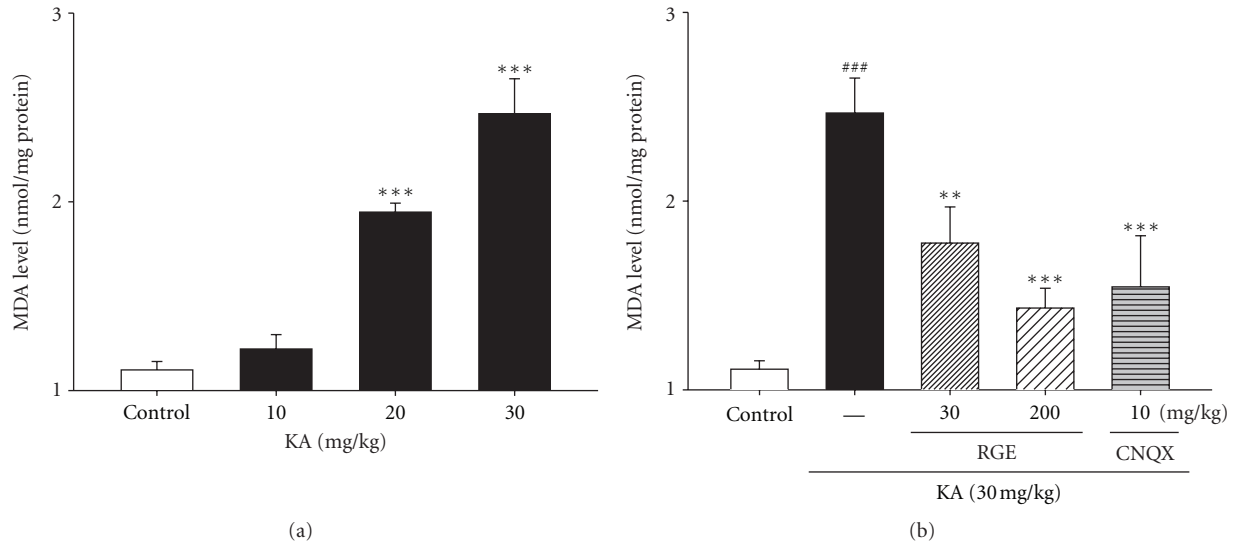 3
2
1
MDA level (nmol/mg protein)
***
***
Control
10
20
30
KA (mg/kg)
(a)
3
2
1
MDA level (nmol/mg protein)
###
**
***
***
Control
—
30
200
10 (mg/kg)
RGE
CNQX
KA (30 mg/kg)
(b)